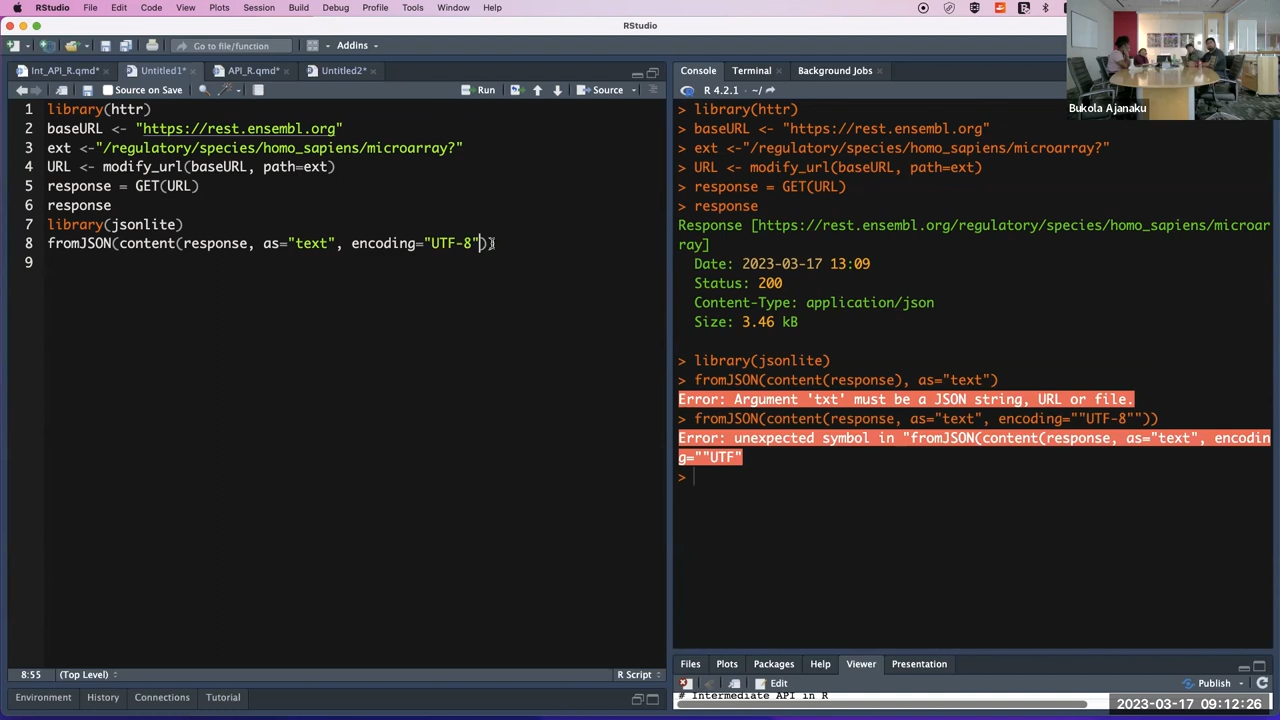 RStudio File Edit Code View Plots Session Build Debug Profile Tools Window Help
RStudio
Go to file/function Addins
Int_API_R.qmd* Untitled1* API_R.qmd* Untitled2*
Source on Save Run Source
1 library(httr)
2 baseURL <- "https://rest.ensembl.org"
3 ext <-"/regulatory/species/homo_sapiens/microarray?"
4 URL <- modify_url(baseURL, path=ext)
5 response = GET(URL)
6 response
7 library(jsonlite)
8 fromJSON(content(response, as="text", encoding="UTF-8"))
9
8:55 (Top Level) R Script
Environment History Connections Tutorial
Console Terminal Background Jobs
R 4.2.1 · ~/
> library(httr)
> baseURL <- "https://rest.ensembl.org"
> ext <-"/regulatory/species/homo_sapiens/microarray?"
> URL <- modify_url(baseURL, path=ext)
> response = GET(URL)
> response
Response [https://rest.ensembl.org/regulatory/species/homo_sapiens/microar
ray]
Date: 2023-03-17 13:09
Status: 200
Content-Type: application/json
Size: 3.46 kB
> library(jsonlite)
> fromJSON(content(response), as="text")
Error: Argument 'txt' must be a JSON string, URL or file.
> fromJSON(content(response, as="text", encoding=""UTF-8""))
Error: unexpected symbol in "fromJSON(content(response, as="text", encodin
g=""UTF"
>
Files Plots Packages Help Viewer Presentation
Edit Publish
# Intermediate API in R
Bukola Ajanaku
2023-03-17 09:12:26